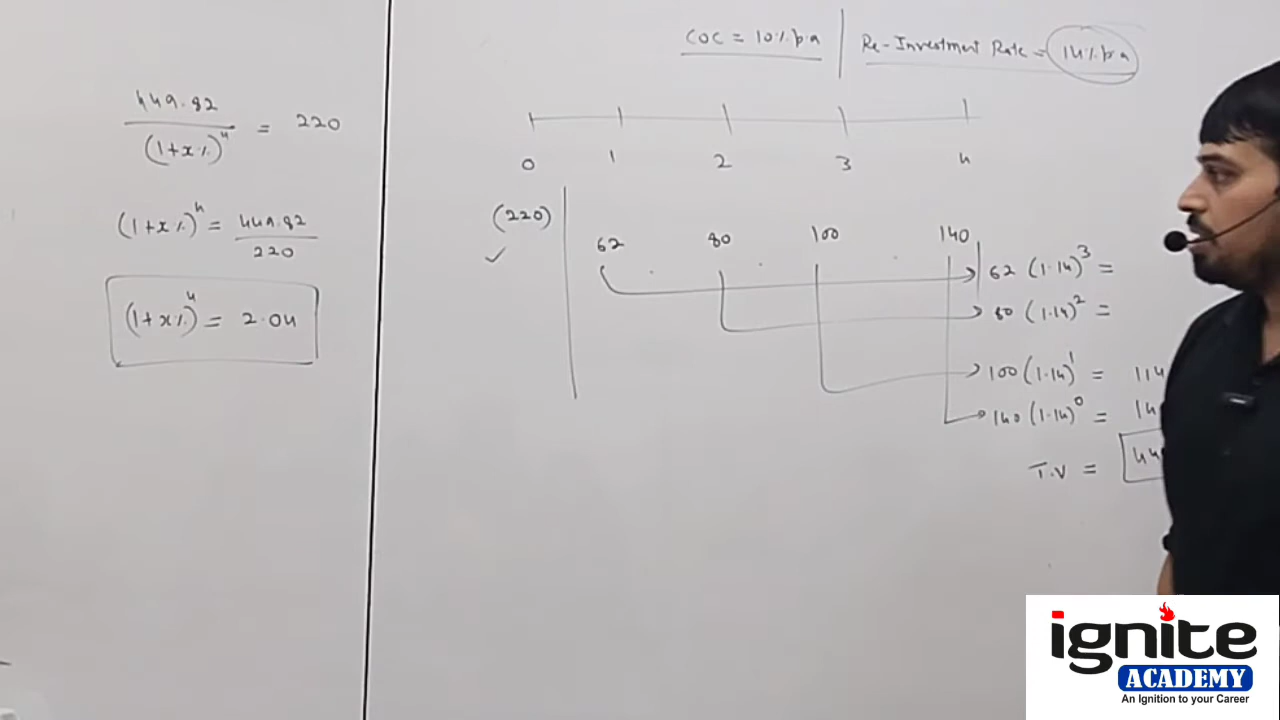 449.82
(1+x%)^4 = 220
(1+x%)^4 = 449.82
220
(1+x%)^4 = 2.04
COC = 10% p.a
Re-Investment Rate = 14% p.a
0 1 2 3 4
(220)
62 80 100 140
62 (1.14)^3 =
80 (1.14)^2 =
100 (1.14)^1 = 114
140 (1.14)^0 = 14
T.V = 44
ignite
ACADEMY
An Ignition to your Career